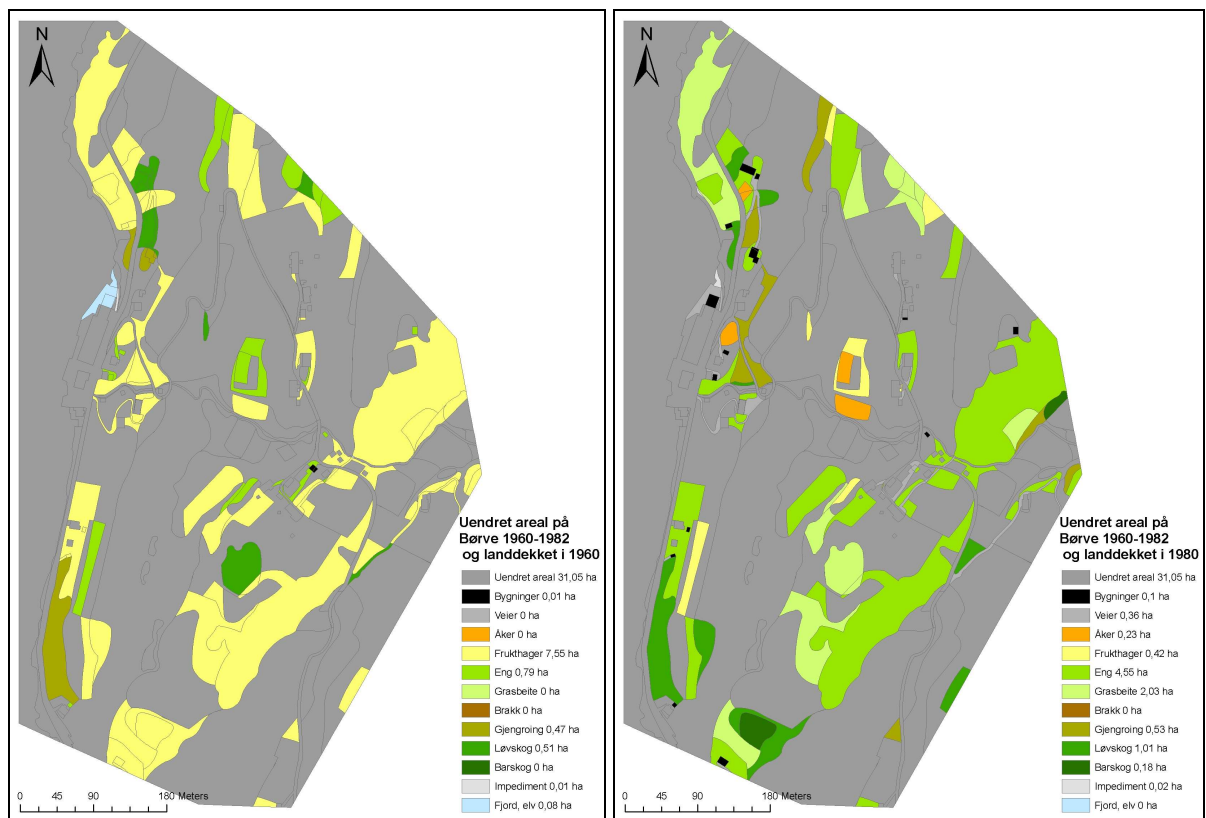 N
Uendret areal på
Børve 1960-1982
og landdekket i 1960
Uendret areal 31,05 ha
Bygninger 0,01 ha
Veier 0 ha
Åker 0 ha
Frukthager 7,55 ha
Eng 0,79 ha
Grasbeite 0 ha
Brakk 0 ha
Gjengroing 0,47 ha
Løvskog 0,51 ha
Barskog 0 ha
Impediment 0,01 ha
Fjord, elv 0,08 ha
0 45 90 180 Meters
N
Uendret areal på
Børve 1960-1982
og landdekket i 1980
Uendret areal 31,05 ha
Bygninger 0,1 ha
Veier 0,36 ha
Åker 0,23 ha
Frukthager 0,42 ha
Eng 4,55 ha
Grasbeite 2,03 ha
Brakk 0 ha
Gjengroing 0,53 ha
Løvskog 1,01 ha
Barskog 0,18 ha
Impediment 0,02 ha
Fjord, elv 0 ha
0 45 90 180 Meters